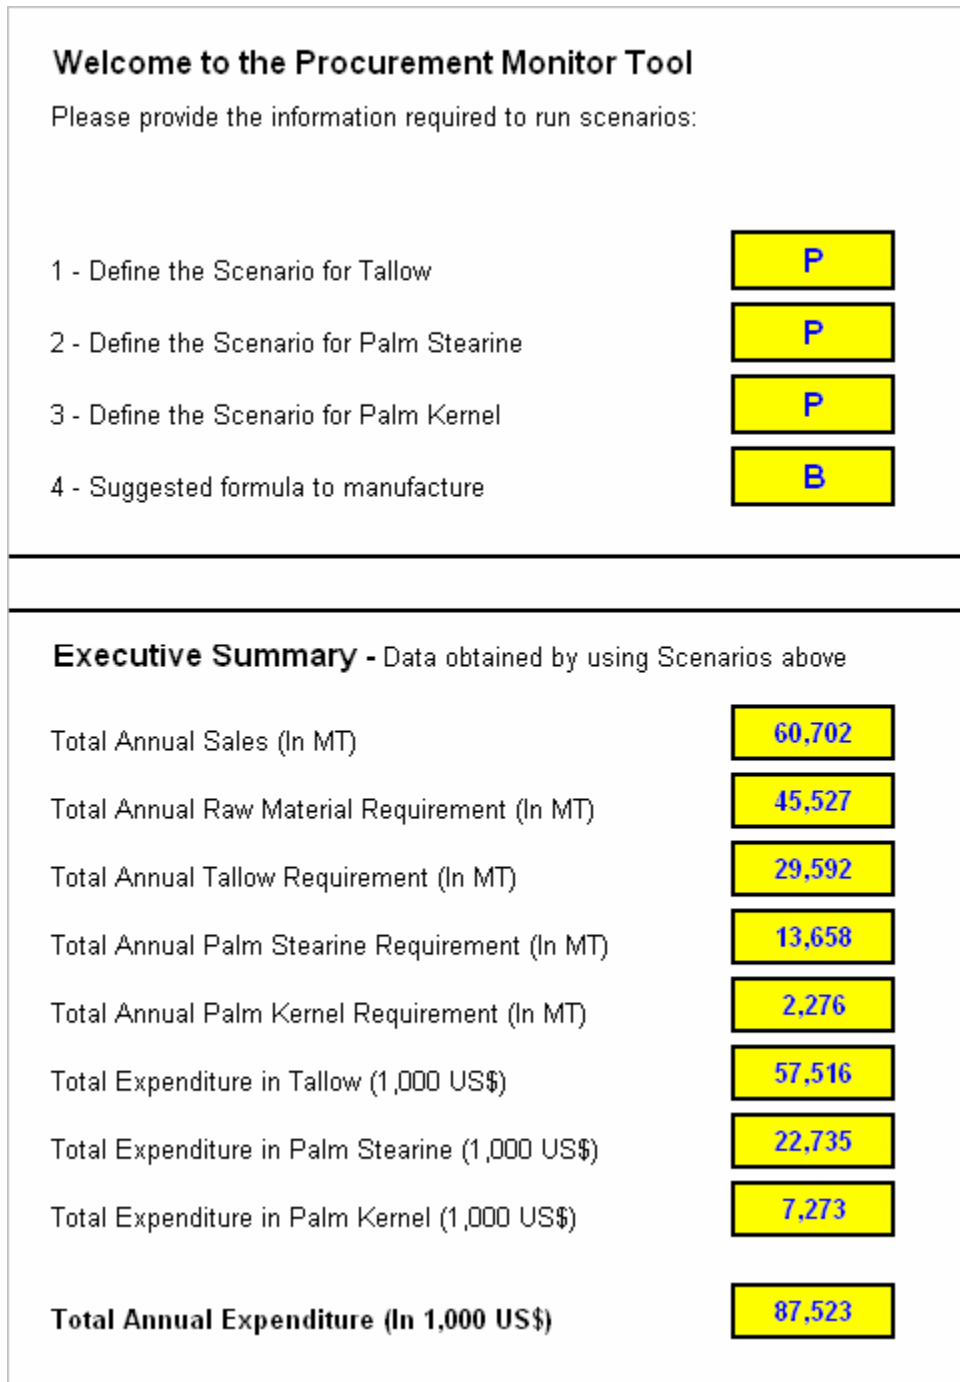 Welcome to the Procurement Monitor Tool
Please provide the information required to run scenarios:
1 - Define the Scenario for Tallow P
2 - Define the Scenario for Palm Stearine P
3 - Define the Scenario for Palm Kernel P
4 - Suggested formula to manufacture B
Executive Summary - Data obtained by using Scenarios above
Total Annual Sales (In MT) 60,702
Total Annual Raw Material Requirement (In MT) 45,527
Total Annual Tallow Requirement (In MT) 29,592
Total Annual Palm Stearine Requirement (In MT) 13,658
Total Annual Palm Kernel Requirement (In MT) 2,276
Total Expenditure in Tallow (1,000 US$) 57,516
Total Expenditure in Palm Stearine (1,000 US$) 22,735
Total Expenditure in Palm Kernel (1,000 US$) 7,273
Total Annual Expenditure (In 1,000 US$) 87,523